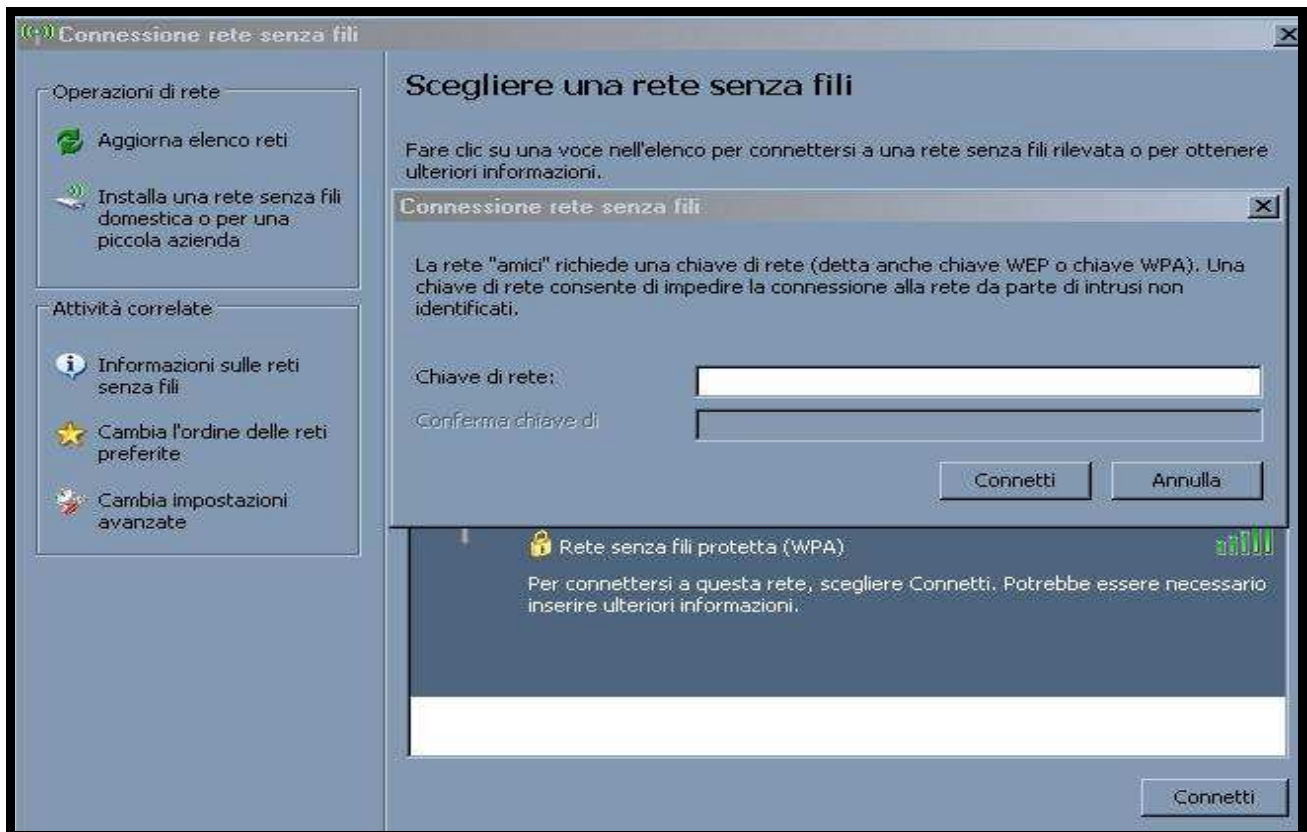 Connessione rete senza fili
Operazioni di rete
Aggiorna elenco reti
Installa una rete senza fili
domestica o per una
piccola azienda
Attività correlate
Informazioni sulle reti
senza fili
Cambia l'ordine delle reti
preferite
Cambia impostazioni
avanzate
Scegliere una rete senza fili
Fare clic su una voce nell'elenco per connettersi a una rete senza fili rilevata o per ottenere
ulteriori informazioni.
Connessione rete senza fili
La rete "amici" richiede una chiave di rete (detta anche chiave WEP o chiave WPA). Una
chiave di rete consente di impedire la connessione alla rete da parte di intrusi non
identificati.
Chiave di rete:
Conferma chiave di
Connetti
Annulla
Rete senza fili protetta (WPA)
Per connettersi a questa rete, scegliere Connetti. Potrebbe essere necessario
inserire ulteriori informazioni.
Connetti